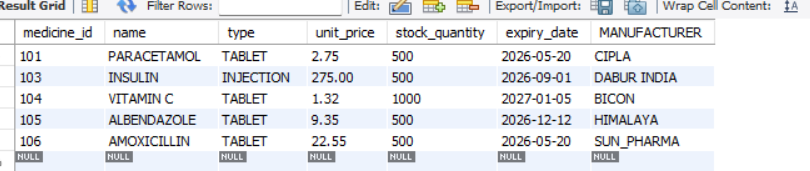 Result Grid Filter Rows: Edit: Export/Import: Wrap Cell Content: IA
medicine_id name type unit_price stock_quantity expiry_date MANUFACTURER
101 PARACETAMOL TABLET 2.75 500 2026-05-20 CIPLA
103 INSULIN INJECTION 275.00 500 2026-09-01 DABUR INDIA
104 VITAMIN C TABLET 1.32 1000 2027-01-05 BICON
105 ALBENDAZOLE TABLET 9.35 500 2026-12-12 HIMALAYA
106 AMOXICILLIN TABLET 22.55 500 2026-05-20 SUN_PHARMA
NULL NULL NULL NULL NULL NULL NULL